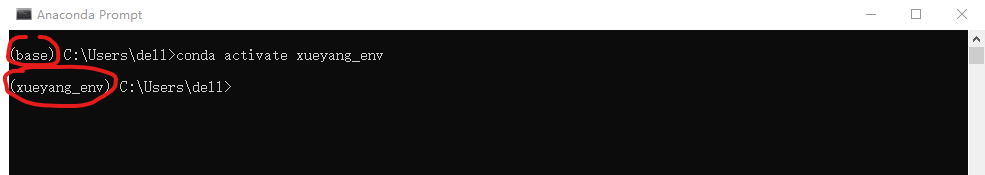 Anaconda Prompt
(base) C:\Users\dell>conda activate xueyang_env
(xueyang_env) C:\Users\dell>